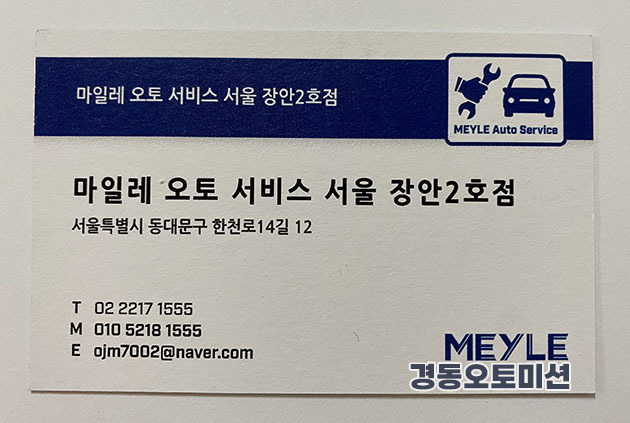 마일레 오토 서비스 서울 장안2호점
MEYLE Auto Service
마일레 오토 서비스 서울 장안2호점
서울특별시 동대문구 한천로14길 12
T 02 2217 1555
M 010 5218 1555
E ojm7002@naver.com
MEYLE
경동오토미션